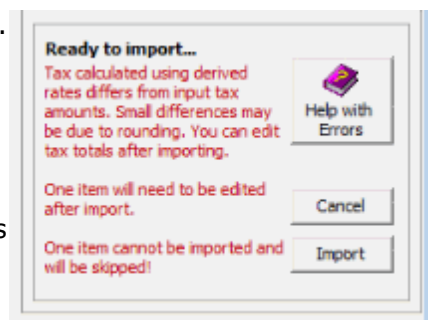 .
Ready to import...
Tax calculated using derived
rates differs from input tax
amounts. Small differences may
be due to rounding. You can edit
tax totals after importing.
Help with
Errors
One item will need to be edited
after import.
Cancel
s
One item cannot be imported and
will be skipped!
Import